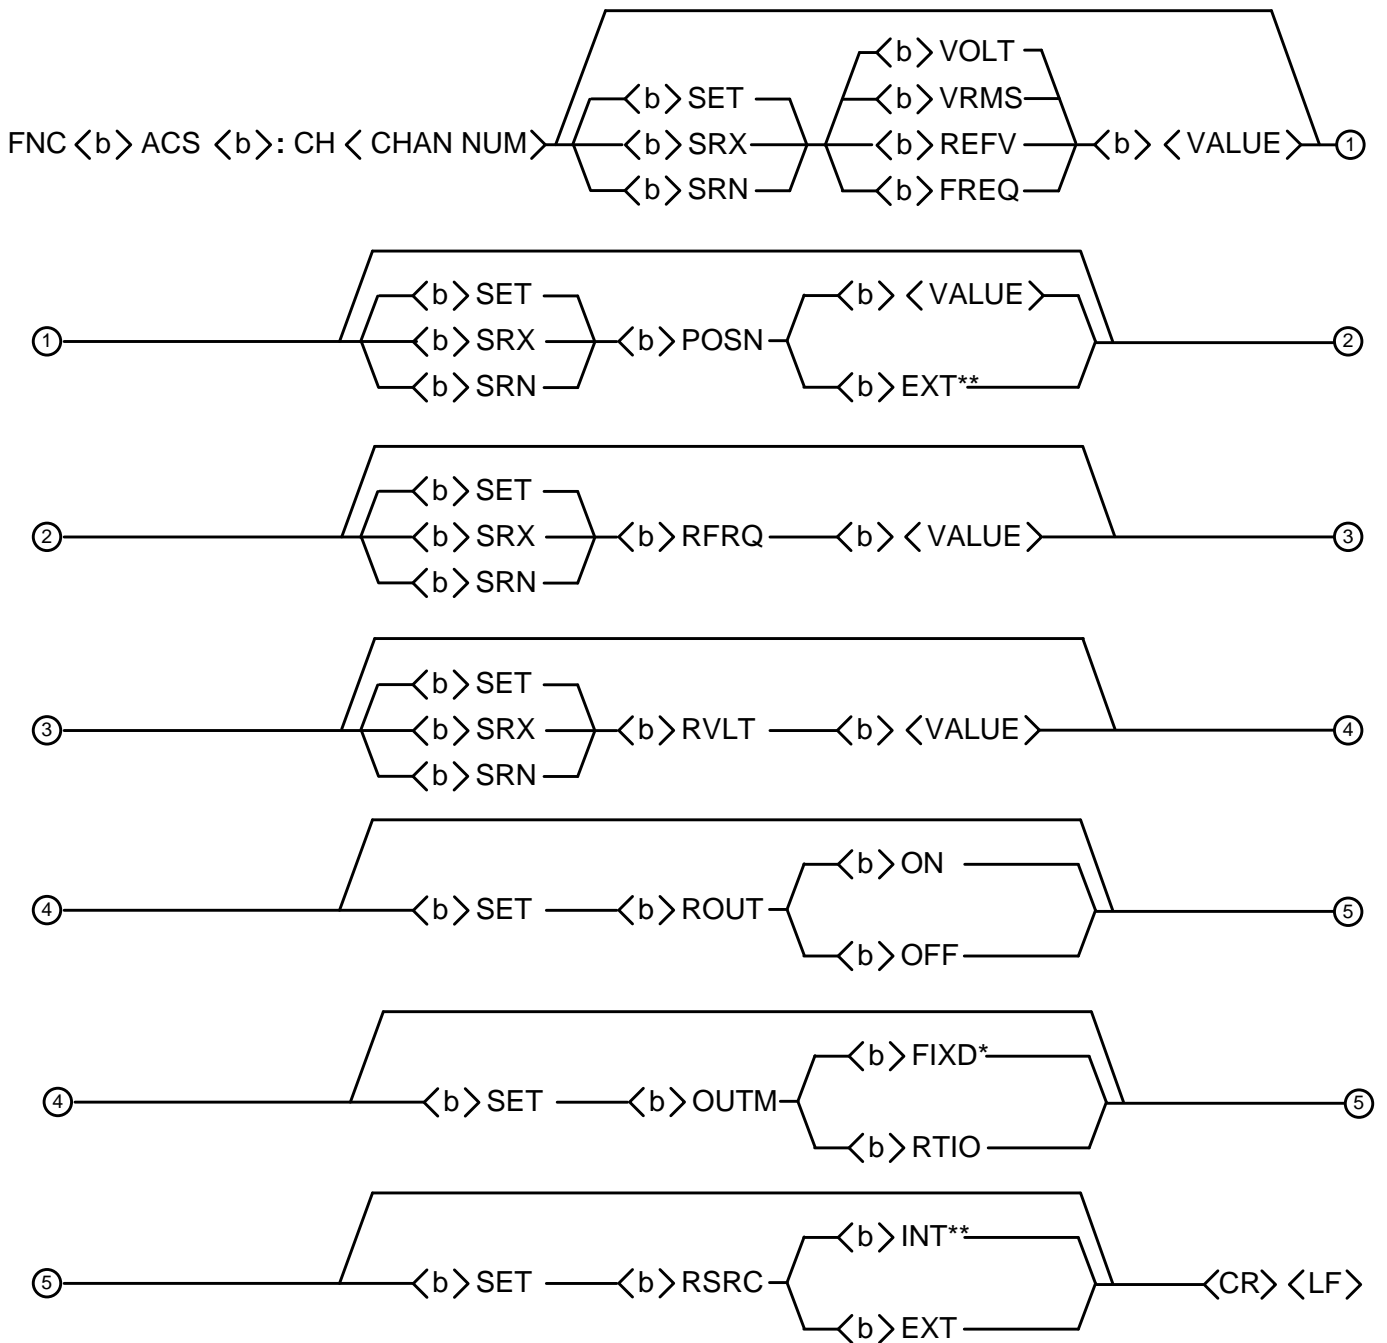 <b> VOLT
<b> SET <b> VRMS
FNC <b> ACS <b>: CH < CHAN NUM> <b> SRX <b> REFV <b> <VALUE> 1
<b> SRN <b> FREQ
<b> SET <b> <VALUE>
1 <b> SRX <b> POSN 2
<b> SRN <b> EXT**
<b> SET
2 <b> SRX <b> RFRQ <b> <VALUE> 3
<b> SRN
<b> SET
3 <b> SRX <b> RVLT <b> <VALUE> 4
<b> SRN
<b> ON
4 <b> SET <b> ROUT 5
<b> OFF
<b> FIXD*
4 <b> SET <b> OUTM 5
<b> RTIO
<b> INT**
5 <b> SET <b> RSRC <CR> <LF>
<b> EXT